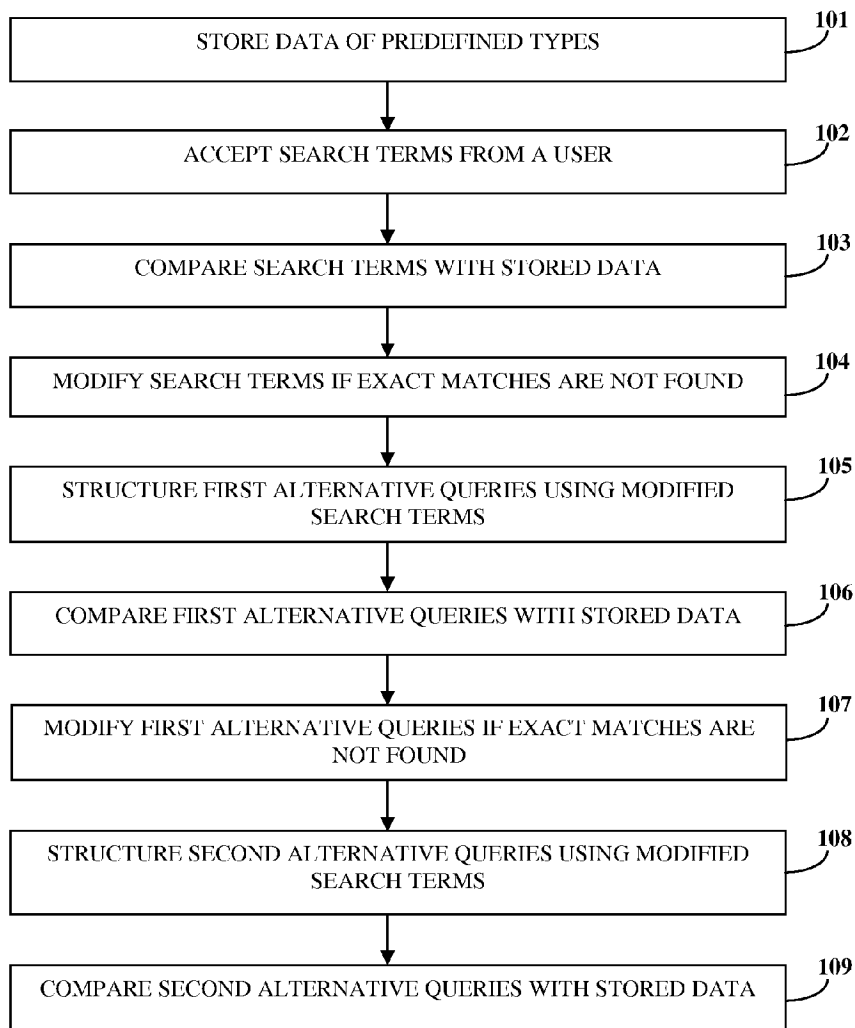 101
STORE DATA OF PREDEFINED TYPES
102
ACCEPT SEARCH TERMS FROM A USER
103
COMPARE SEARCH TERMS WITH STORED DATA
104
MODIFY SEARCH TERMS IF EXACT MATCHES ARE NOT FOUND
105
STRUCTURE FIRST ALTERNATIVE QUERIES USING MODIFIED
SEARCH TERMS
106
COMPARE FIRST ALTERNATIVE QUERIES WITH STORED DATA
107
MODIFY FIRST ALTERNATIVE QUERIES IF EXACT MATCHES ARE
NOT FOUND
108
STRUCTURE SECOND ALTERNATIVE QUERIES USING MODIFIED
SEARCH TERMS
109
COMPARE SECOND ALTERNATIVE QUERIES WITH STORED DATA